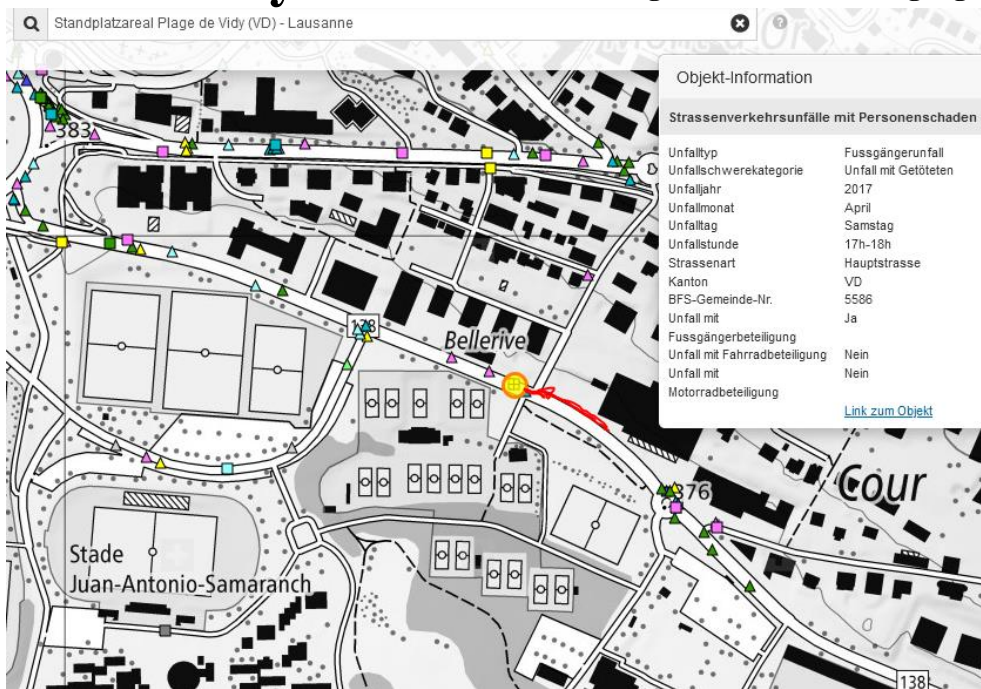 Standplatzareal Plage de Vidy (VD) - Lausanne
Objekt-Information
Strassenverkehrsunfälle mit Personenschaden
Unfalltyp Fussgängerunfall
Unfallschwerekategorie Unfall mit Getöteten
Unfalljahr 2017
Unfallmonat April
Unfalltag Samstag
Unfallstunde 17h-18h
Strassenart Hauptstrasse
Kanton VD
BFS-Gemeinde-Nr. 5586
Unfall mit Ja
Fussgängerbeteiligung
Unfall mit Fahrradbeteiligung Nein
Unfall mit Nein
Motorradbeteiligung
Link zum Objekt
383
138
Bellerive
Cour
376
Stade
Juan-Antonio-Samaranch
138